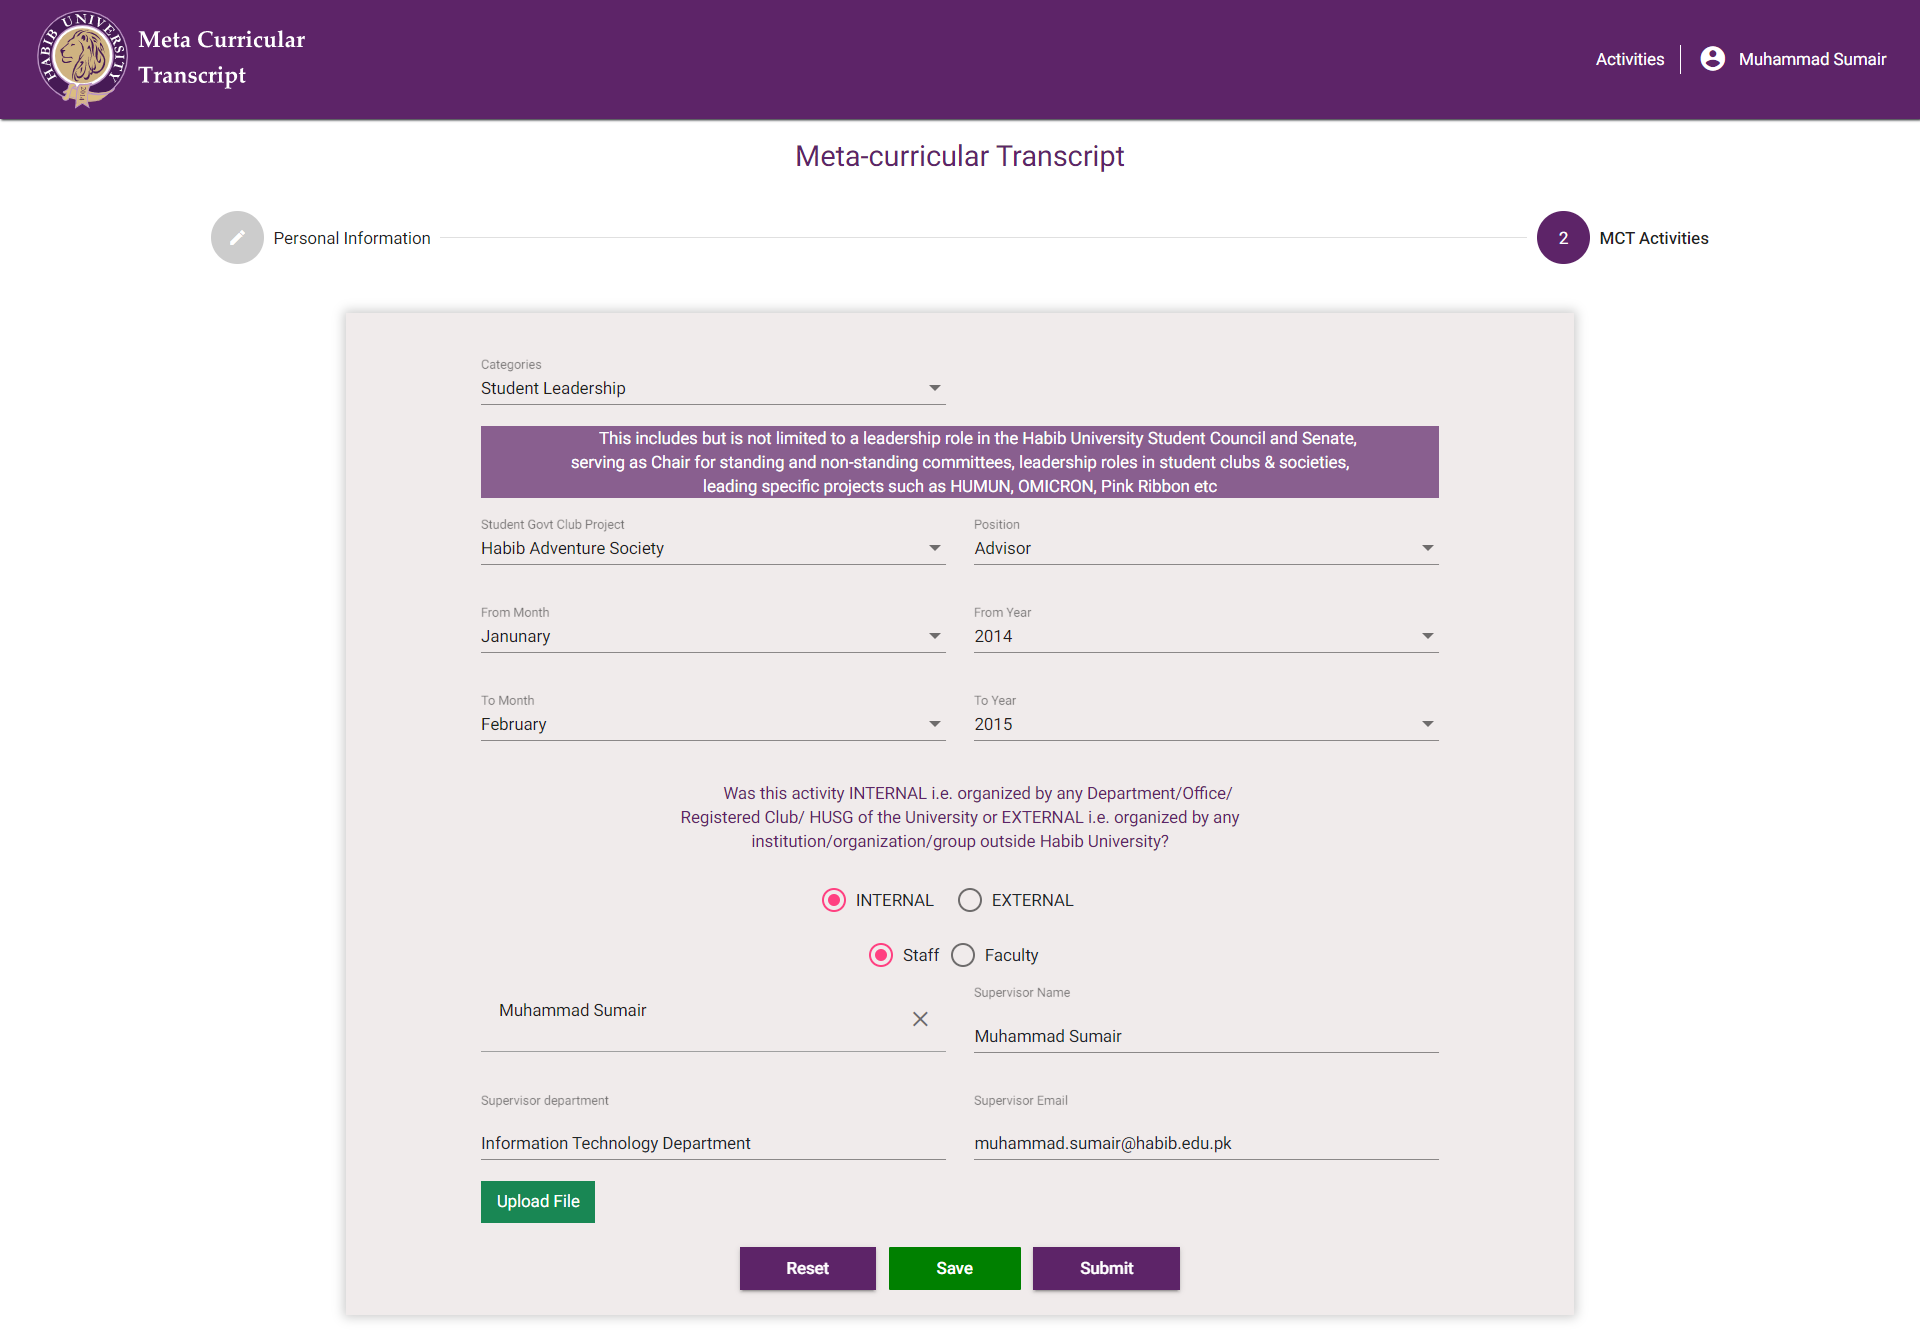 HABIB UNIVERSITY
Meta Curricular
Transcript
Activities
Muhammad Sumair
Meta-curricular Transcript
Personal Information
2
MCT Activities
Categories
Student Leadership
This includes but is not limited to a leadership role in the Habib University Student Council and Senate,
serving as Chair for standing and non-standing committees, leadership roles in student clubs & societies,
leading specific projects such as HUMUN, OMICRON, Pink Ribbon etc
Student Govt Club Project
Position
Habib Adventure Society
Advisor
From Month
From Year
Janunary
2014
To Month
To Year
February
2015
Was this activity INTERNAL i.e. organized by any Department/Office/
Registered Club/ HUSG of the University or EXTERNAL i.e. organized by any
institution/organization/group outside Habib University?
INTERNAL
EXTERNAL
Staff
Faculty
Muhammad Sumair
Supervisor Name
Muhammad Sumair
Supervisor department
Supervisor Email
Information Technology Department
muhammad.sumair@habib.edu.pk
Upload File
Reset
Save
Submit